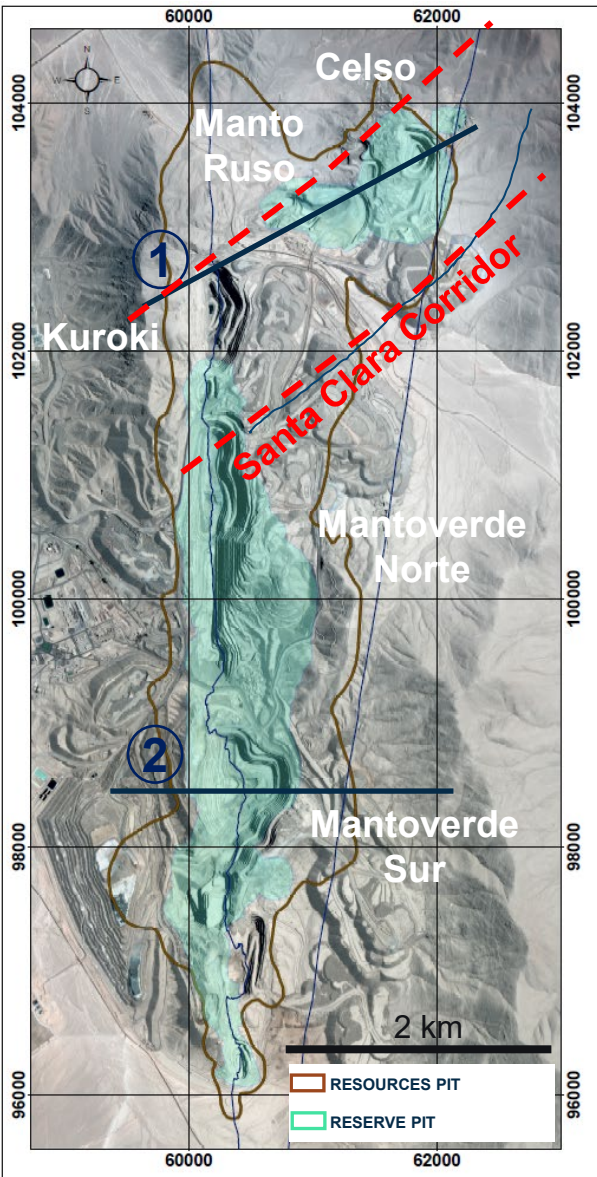 60000
62000
N
W
E
S
104000
104000
Celso
Manto
Ruso
1
Kuroki
102000
102000
Santa Clara Corridor
Mantoverde
Norte
100000
100000
2
98000
98000
Mantoverde
Sur
2 km
RESOURCES PIT
RESERVE PIT
96000
96000
60000
62000